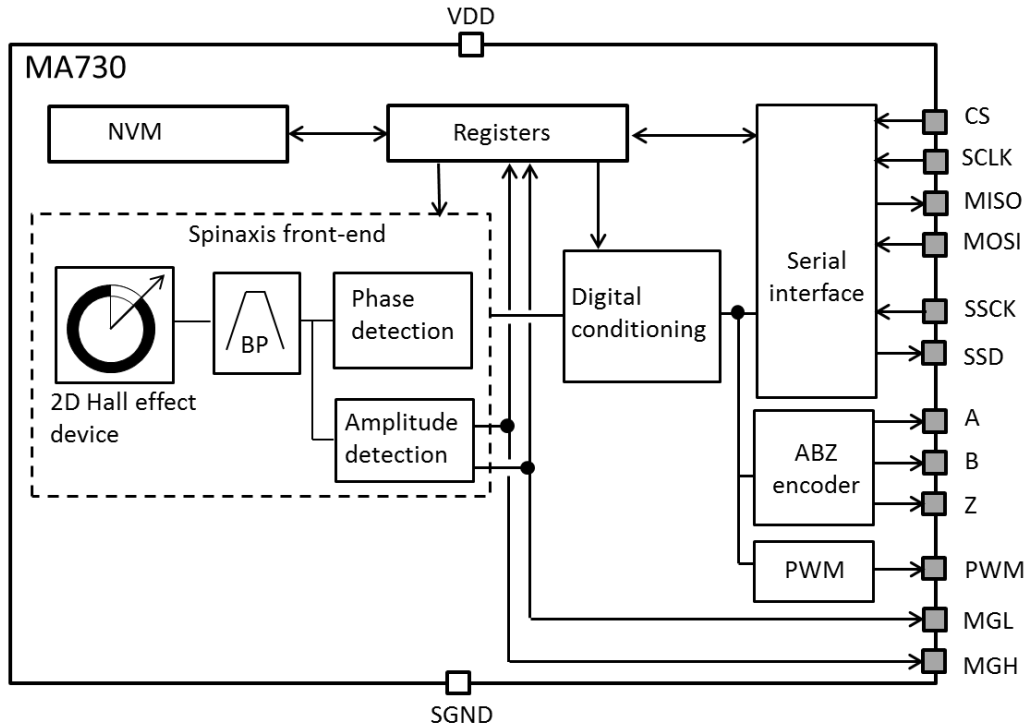 VDD
MA730
NVM
Registers
Spinaxis front-end
2D Hall effect
device
BP
Phase
detection
Amplitude
detection
Digital
conditioning
Serial
interface
ABZ
encoder
PWM
CS
SCLK
MISO
MOSI
SSCK
SSD
A
B
Z
PWM
MGL
MGH
SGND